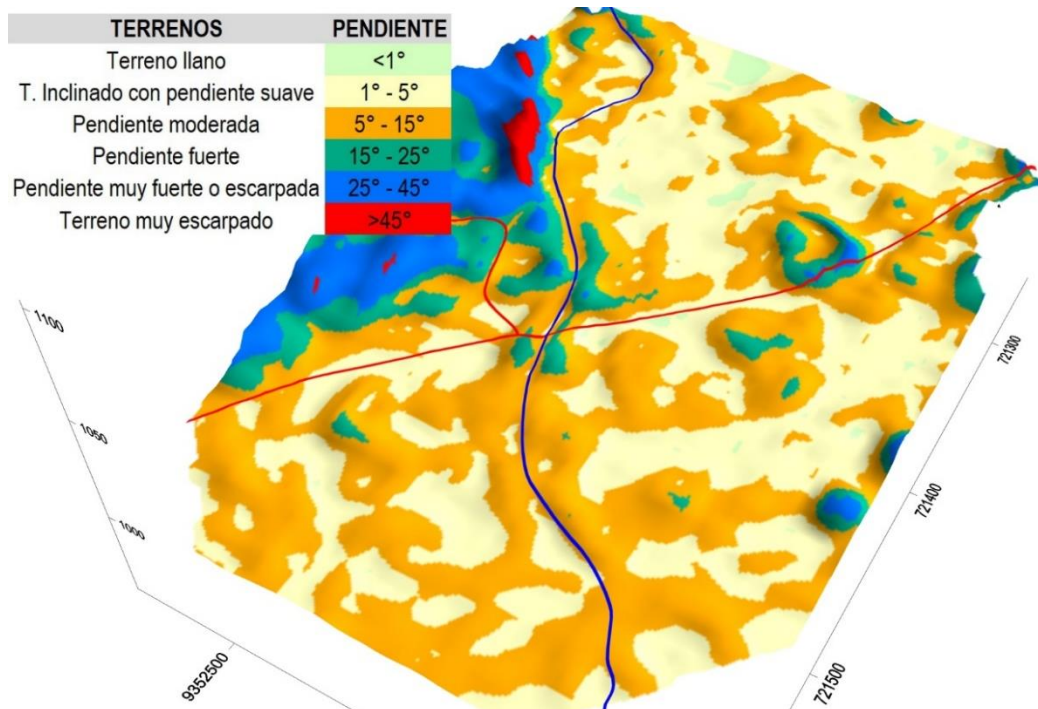 TERRENOS PENDIENTE
Terreno llano <1°
T. Inclinado con pendiente suave 1° - 5°
Pendiente moderada 5° - 15°
Pendiente fuerte 15° - 25°
Pendiente muy fuerte o escarpada 25° - 45°
Terreno muy escarpado >45°
1100
1050
1000
9352500
721300
721400
721500